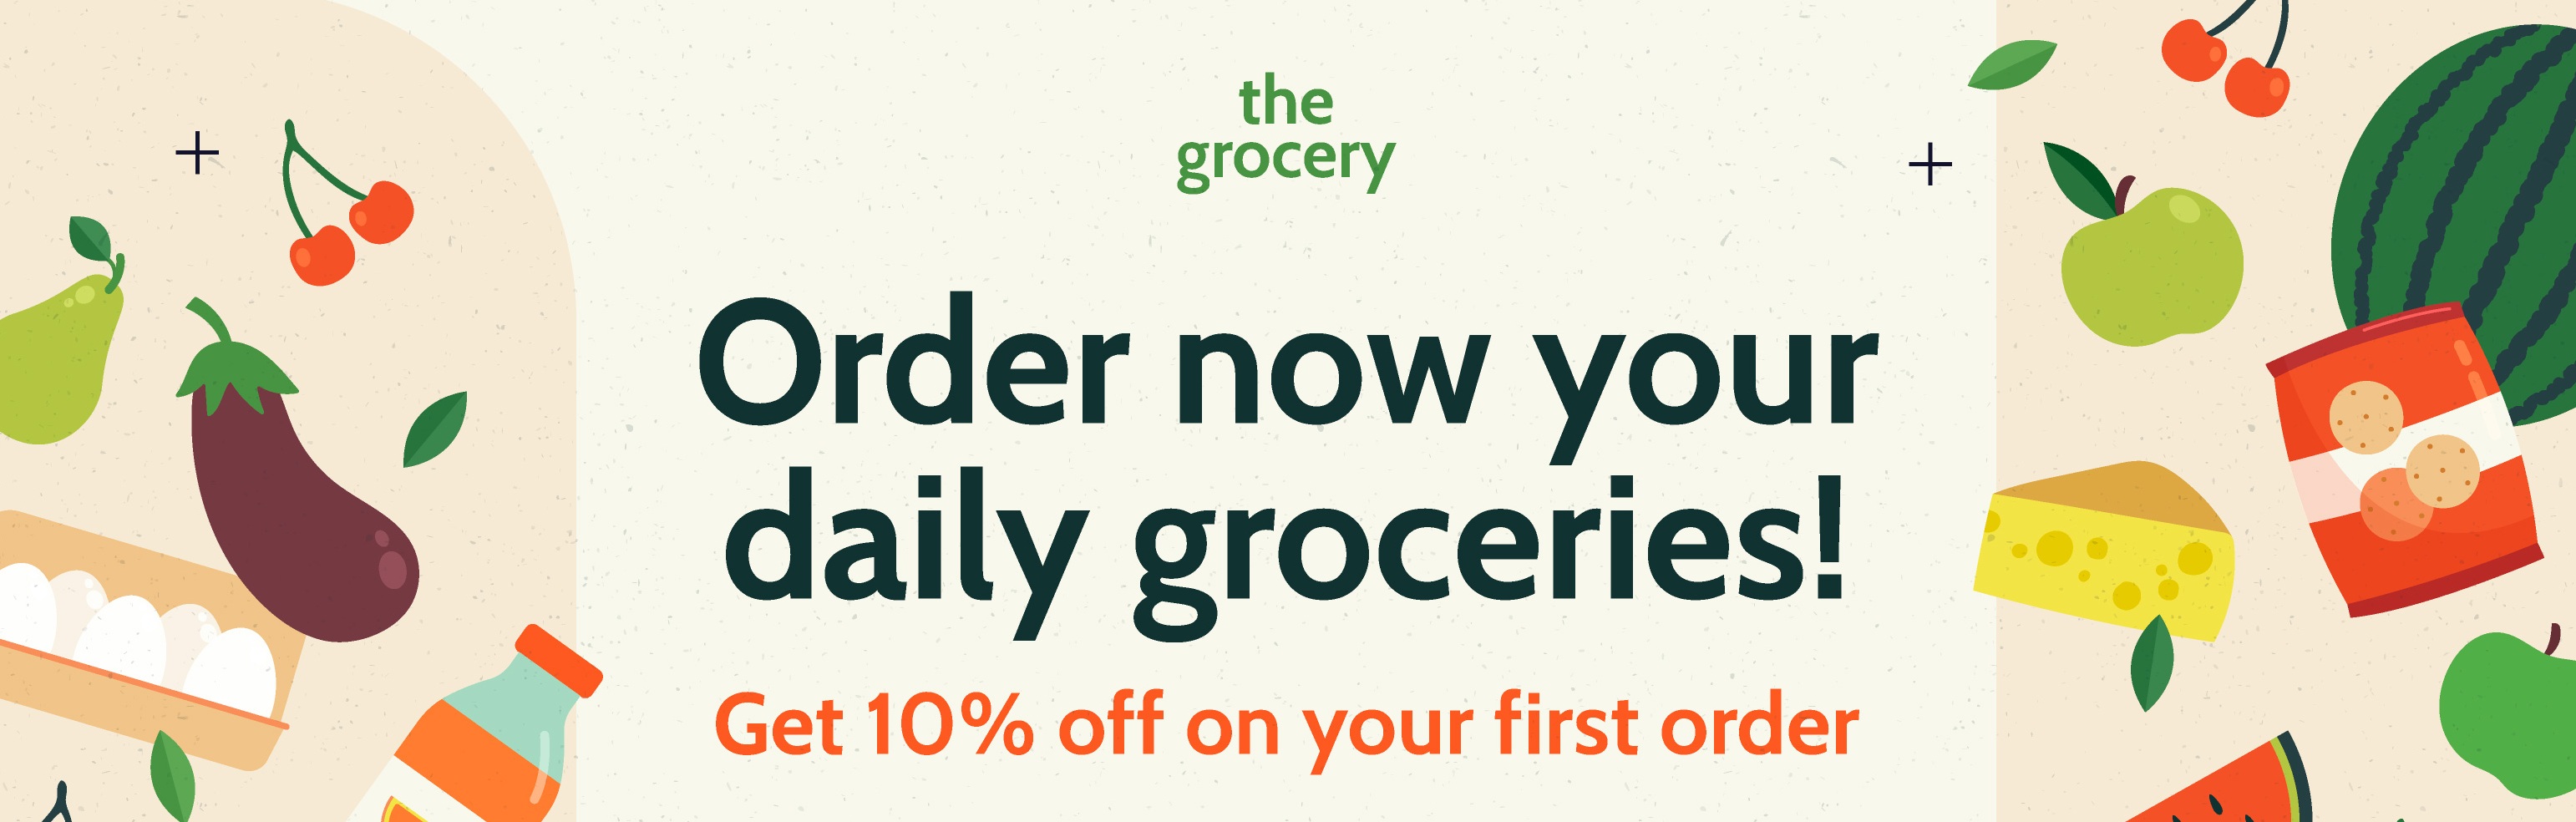 the
grocery
Order now your
daily groceries!
Get 10% off on your first order